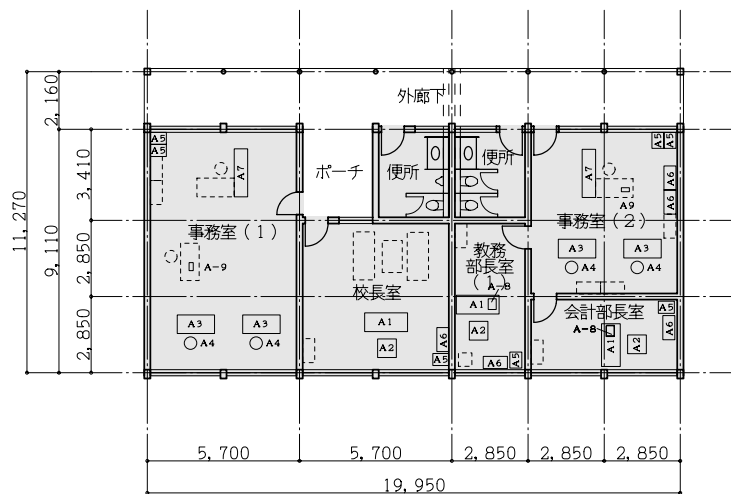 外廊下
2,160
A5
A5
A7
ポーチ
便所
便所
A5
A5
A7
A6
A9
A6
3,410
11,270
9,110
事務室(1)
事務室(2)
A-9
教務
部長室
(1)
A3
A3
A4
A4
2,850
校長室
A-8
A1
会計部長室
A3
A3
A1
A-8
A5
A4
A4
A2
A2
A6
A1
A2
A6
A5
A6
A5
2,850
5,700
5,700
2,850
2,850
2,850
19,950